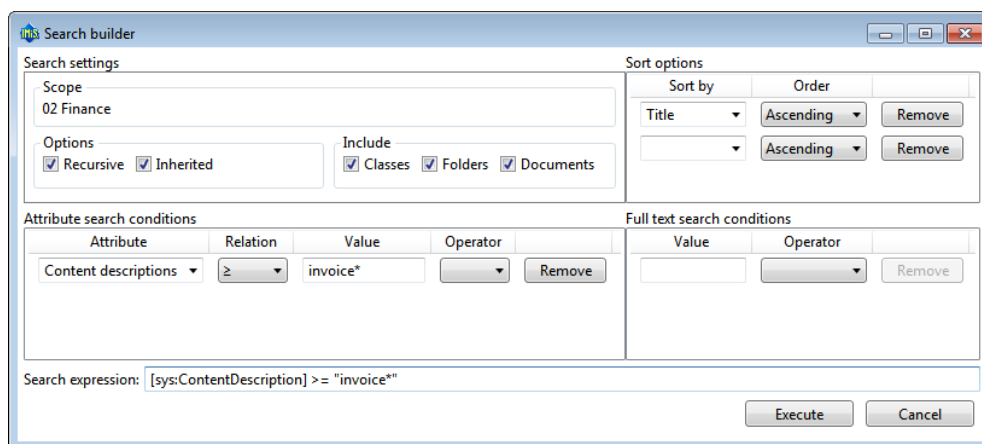 iMiS Search builder
Search settings
Scope
02 Finance
Options
Recursive Inherited
Include
Classes Folders Documents
Sort options
Sort by Order
Title Ascending Remove
Ascending Remove
Attribute search conditions
Attribute Relation Value Operator
Content descriptions ≥ invoice* Remove
Full text search conditions
Value Operator
Remove
Search expression: [sys:ContentDescription] >= "invoice*"
Execute Cancel